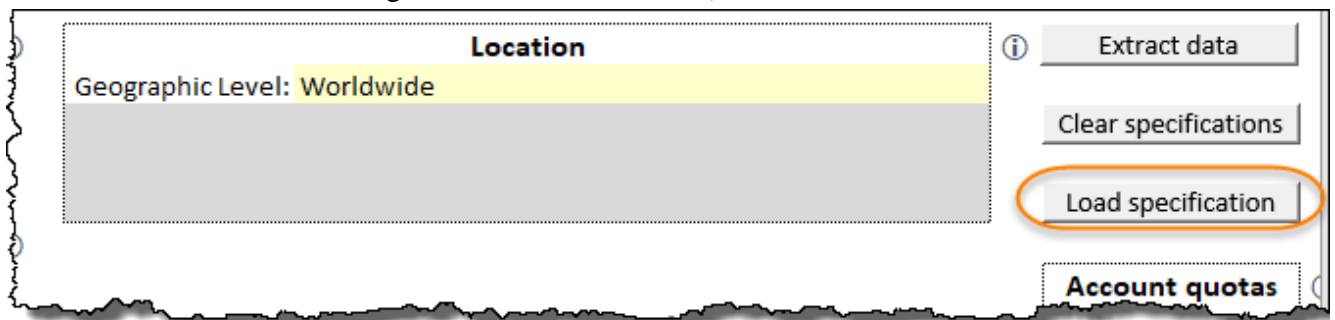 Location
Geographic Level: Worldwide
Extract data
Clear specifications
Load specification
Account quotas